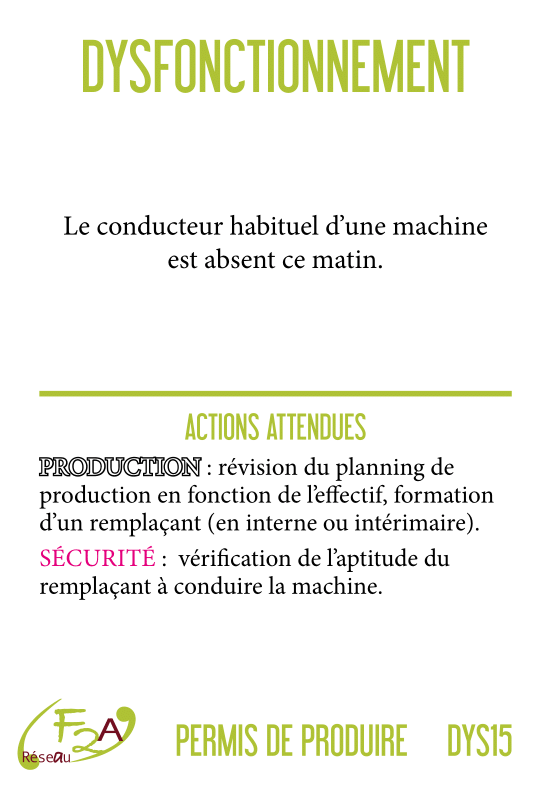 DYSFONCTIONNEMENT
Le conducteur habituel d’une machine
est absent ce matin.
ACTIONS ATTENDUES
PRODUCTION : révision du planning de
production en fonction de l’effectif, formation
d’un remplaçant (en interne ou intérimaire).
SÉCURITÉ : vérification de l’aptitude du
remplaçant à conduire la machine.
F2A
Réseau
PERMIS DE PRODUIRE DYS15